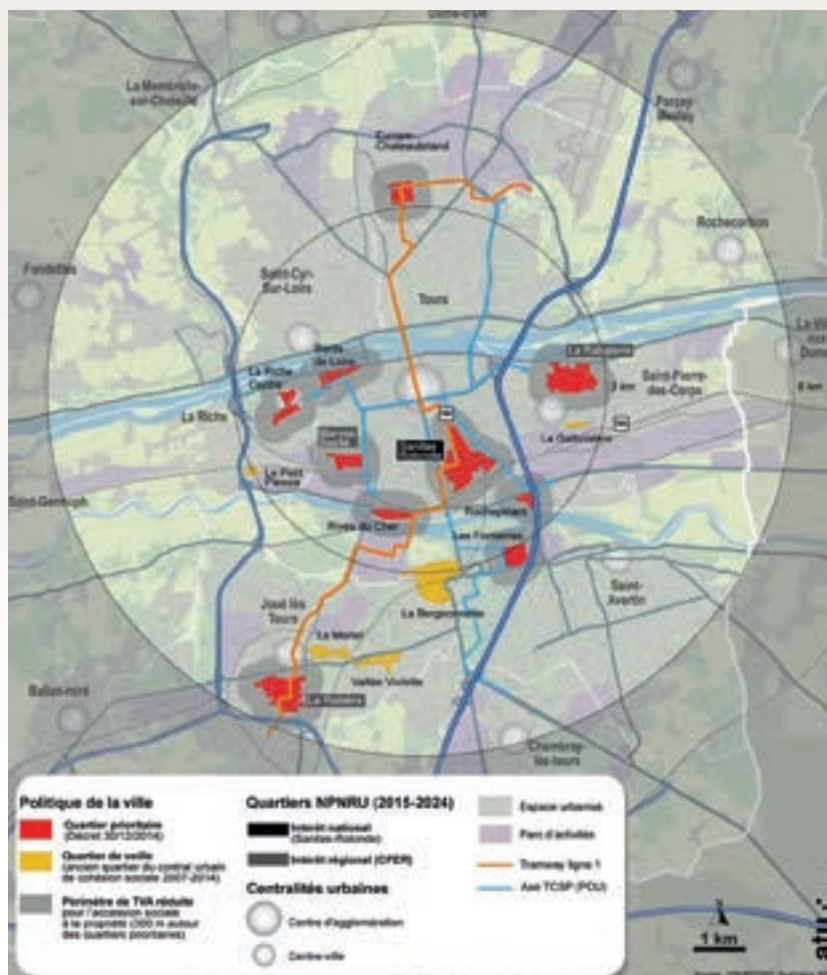 La Membrolle-
sur-Choisille
Parçay-
Meslay
Europe-
Chateaubriand
Rochecorbon
Fondettes
Saint-Cyr-
Sur-Loire
Tours
Bords
de Loire
La Riche
Centre
La Rabaterie
3 km
Saint-Pierre-
des-Corps
6 km
La Riche
La Galboisière
Le Petit
Plessis
Saint-Genouph
Rochepinard
Rives du Cher
Les Fontaines
Saint-
Avertin
La Bergeonnerie
Joué lès
Tours
La Morier
Vallée Violette
Ballan-miré
La Rabière
Chambray-
lès-tours
Politique de la ville
Quartier prioritaire
(Décret 30/12/2014)
Quartier de veille
(ancien quartier du contrat urbain
de cohésion sociale 2007-2014)
Périmètre de TVA réduite
pour l'accession sociale
à la propriété (300 m autour
des quartiers prioritaires)
Quartiers NPNRU (2015-2024)
Intérêt national
(Sanitas-Rotonde)
Intérêt régional (CPER)
Centralités urbaines
Centre d'agglomération
Centre-ville
Espace urbanisé
Parc d'activités
Tramway ligne 1
Axe TCSP (PDU)
1 km
atu